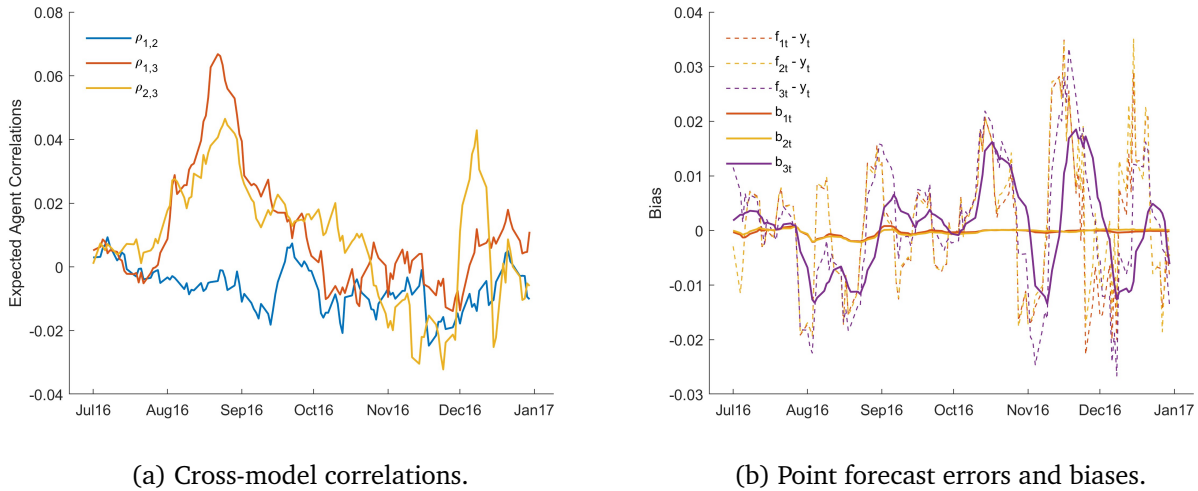 0.08
0.06
0.04
0.02
0
-0.02
-0.04
Expected Agent Correlations
ρ1,2
ρ1,3
ρ2,3
Jul16 Aug16 Sep16 Oct16 Nov16 Dec16 Jan17
(a) Cross-model correlations.
0.04
0.03
0.02
0.01
0
-0.01
-0.02
-0.03
Bias
f1t - yt
f2t - yt
f3t - yt
b1t
b2t
b3t
Jul16 Aug16 Sep16 Oct16 Nov16 Dec16 Jan17
(b) Point forecast errors and biases.